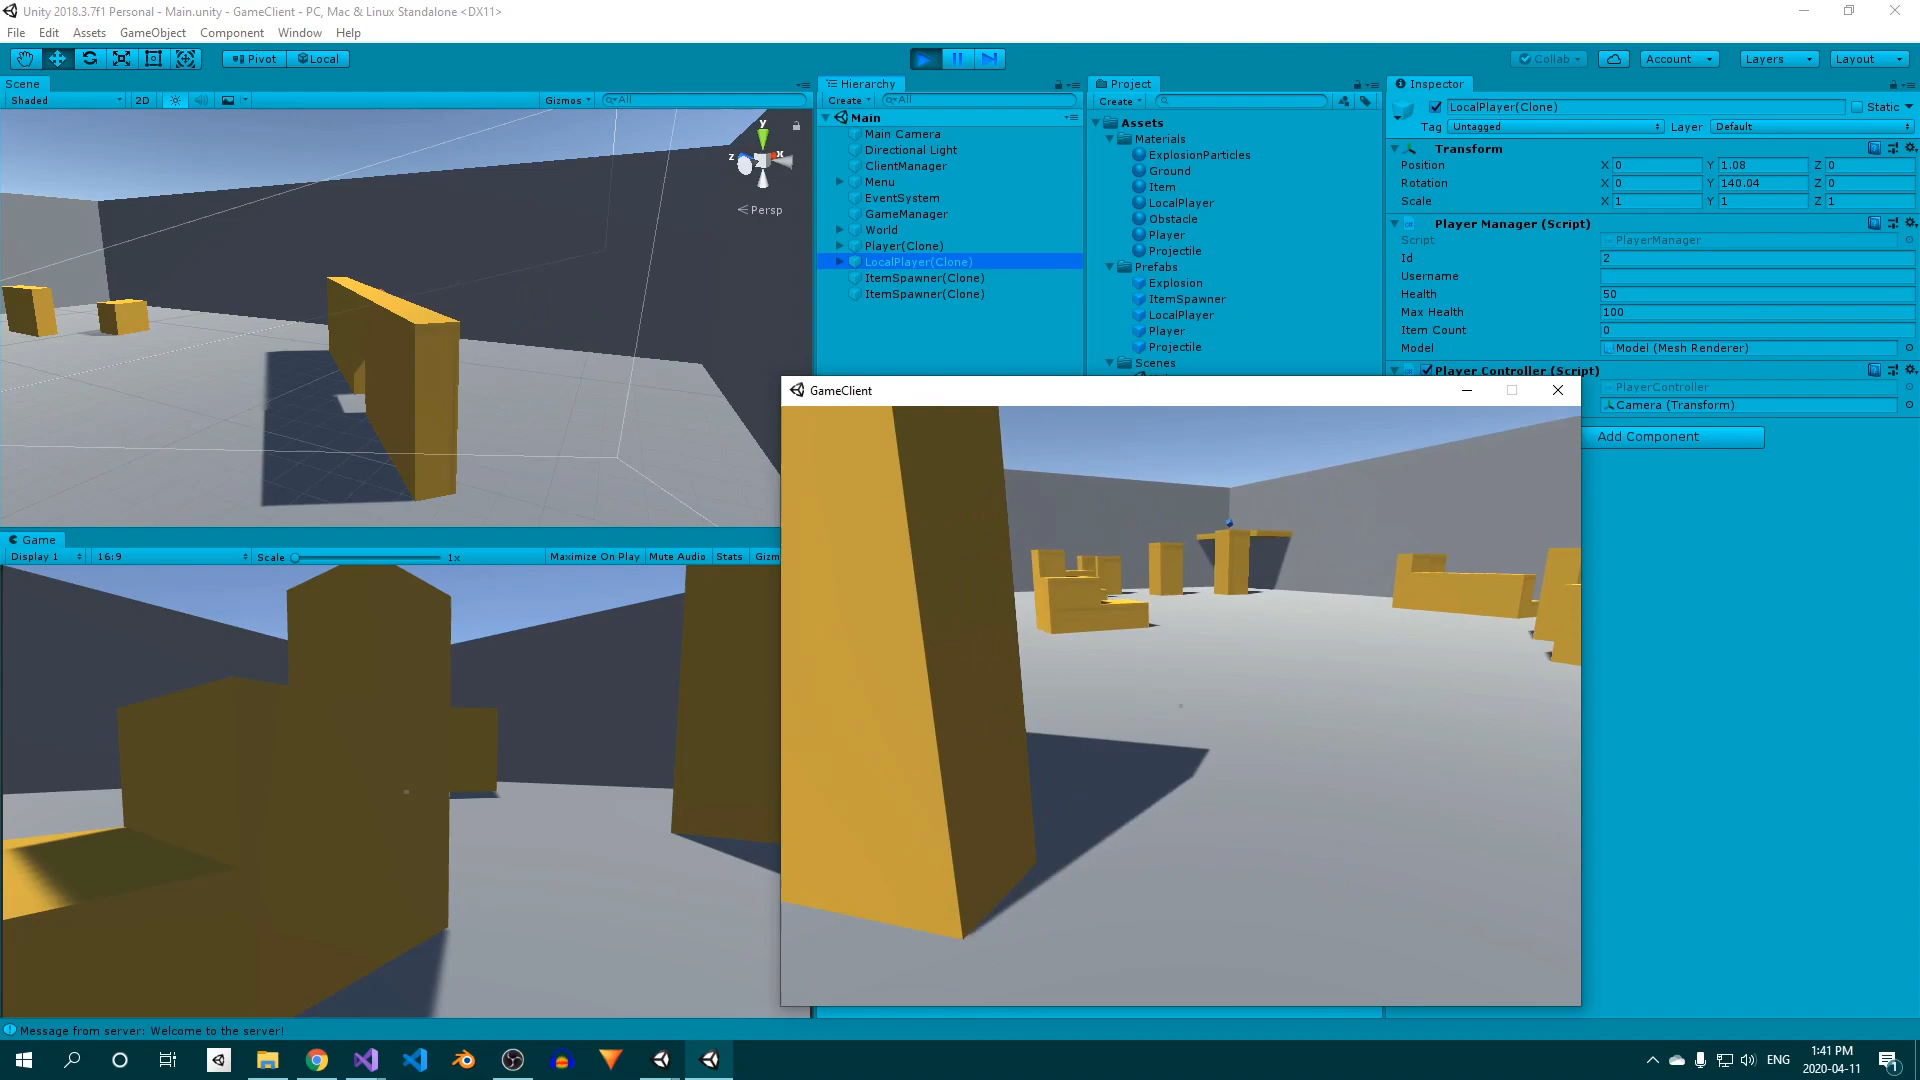 Unity 2018.3.7f1 Personal - Main.unity - GameClient - PC, Mac & Linux Standalone <DX11>
File Edit Assets GameObject Component Window Help
Pivot Local Collab Account Layers Layout
Scene
Shaded 2D Gizmos All
y
x
z
Persp
Game
Display 1 16:9 Scale 1x Maximize On Play Mute Audio Stats Gizm
Hierarchy
Create All
Main
Main Camera
Directional Light
ClientManager
Menu
EventSystem
GameManager
World
Player(Clone)
LocalPlayer(Clone)
ItemSpawner(Clone)
ItemSpawner(Clone)
Project
Create
Assets
Materials
ExplosionParticles
Ground
Item
LocalPlayer
Obstacle
Player
Projectile
Prefabs
Explosion
ItemSpawner
LocalPlayer
Player
Projectile
Scenes
Inspector
LocalPlayer(Clone) Static
Tag Untagged Layer Default
Transform
Position X 0 Y 1.08 Z 0
Rotation X 0 Y 140.04 Z 0
Scale X 1 Y 1 Z 1
Player Manager (Script)
Script PlayerManager
Id 2
Username
Health 50
Max Health 100
Item Count 0
Model Model (Mesh Renderer)
Player Controller (Script)
PlayerController
Camera (Transform)
Add Component
GameClient
Message from server: Welcome to the server!
ENG
1:41 PM
2020-04-11
1